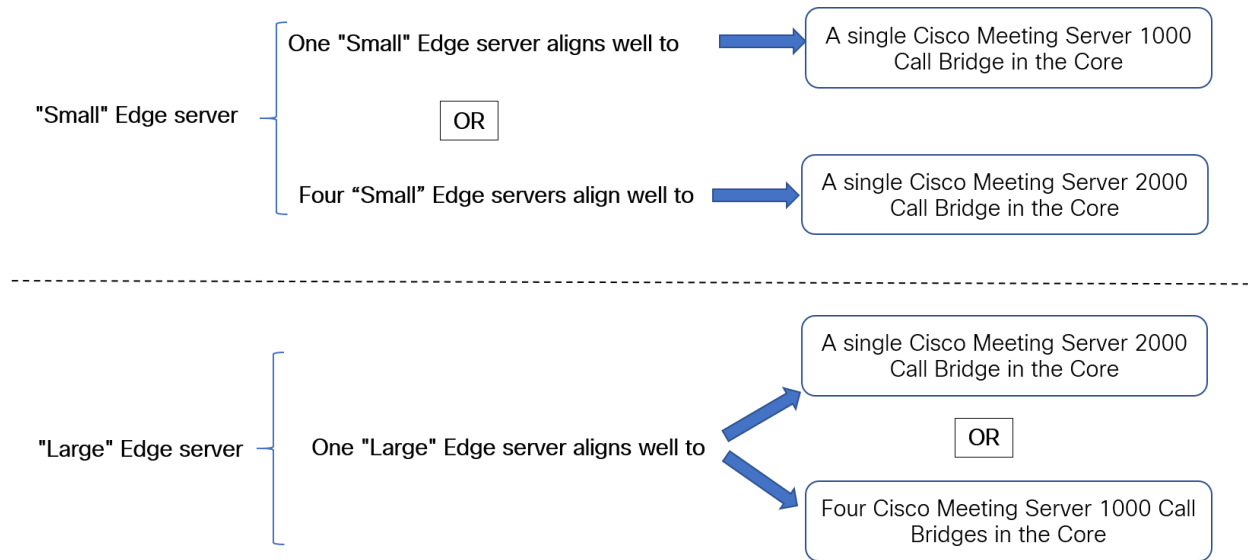 One "Small" Edge server aligns well to
A single Cisco Meeting Server 1000
Call Bridge in the Core
"Small" Edge server
OR
Four “Small” Edge servers align well to
A single Cisco Meeting Server 2000
Call Bridge in the Core
"Large" Edge server
One "Large" Edge server aligns well to
A single Cisco Meeting Server 2000
Call Bridge in the Core
OR
Four Cisco Meeting Server 1000 Call
Bridges in the Core